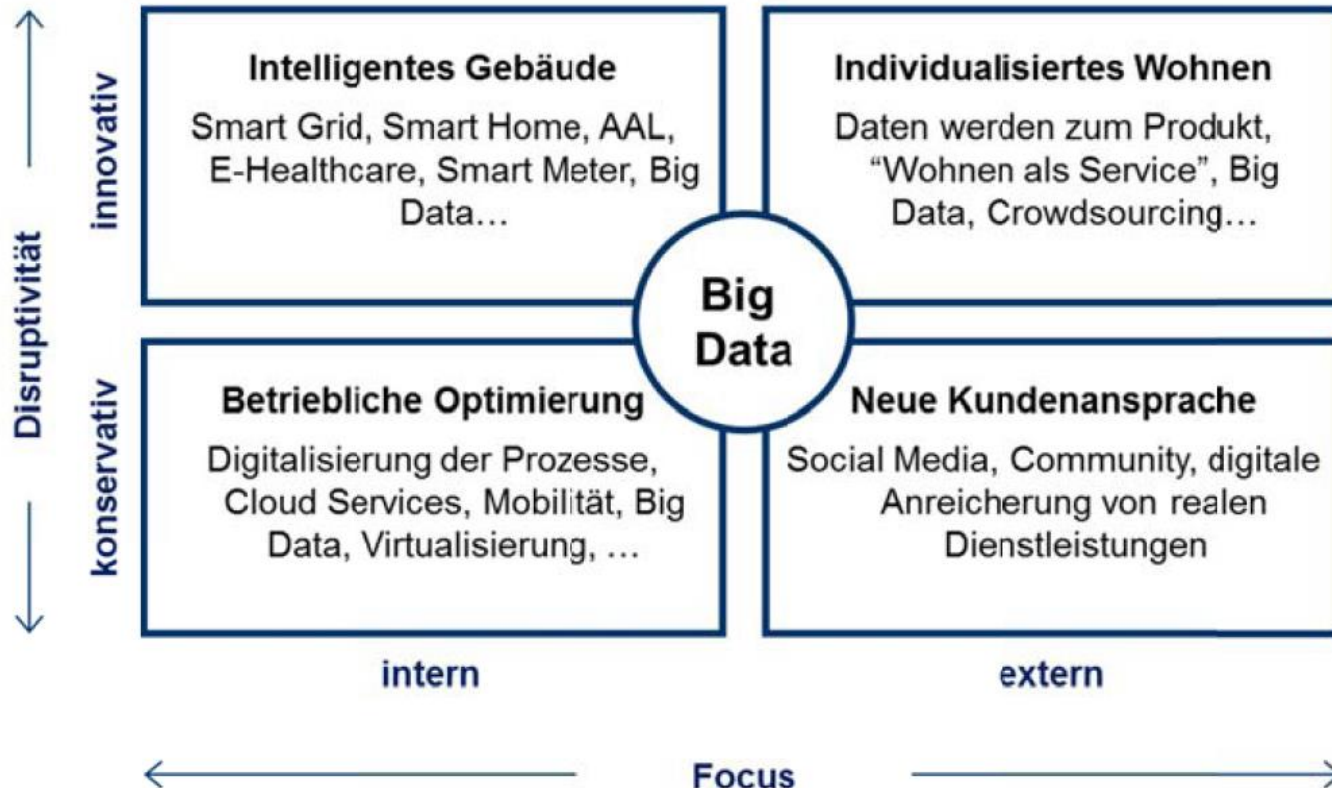 Disruptivität
innovativ
Intelligentes Gebäude
Smart Grid, Smart Home, AAL,
E-Healthcare, Smart Meter, Big
Data…
Individualisiertes Wohnen
Daten werden zum Produkt,
“Wohnen als Service”, Big
Data, Crowdsourcing…
Big
Data
konservativ
Betriebliche Optimierung
Digitalisierung der Prozesse,
Cloud Services, Mobilität, Big
Data, Virtualisierung, …
Neue Kundenansprache
Social Media, Community, digitale
Anreicherung von realen
Dienstleistungen
intern
extern
Focus